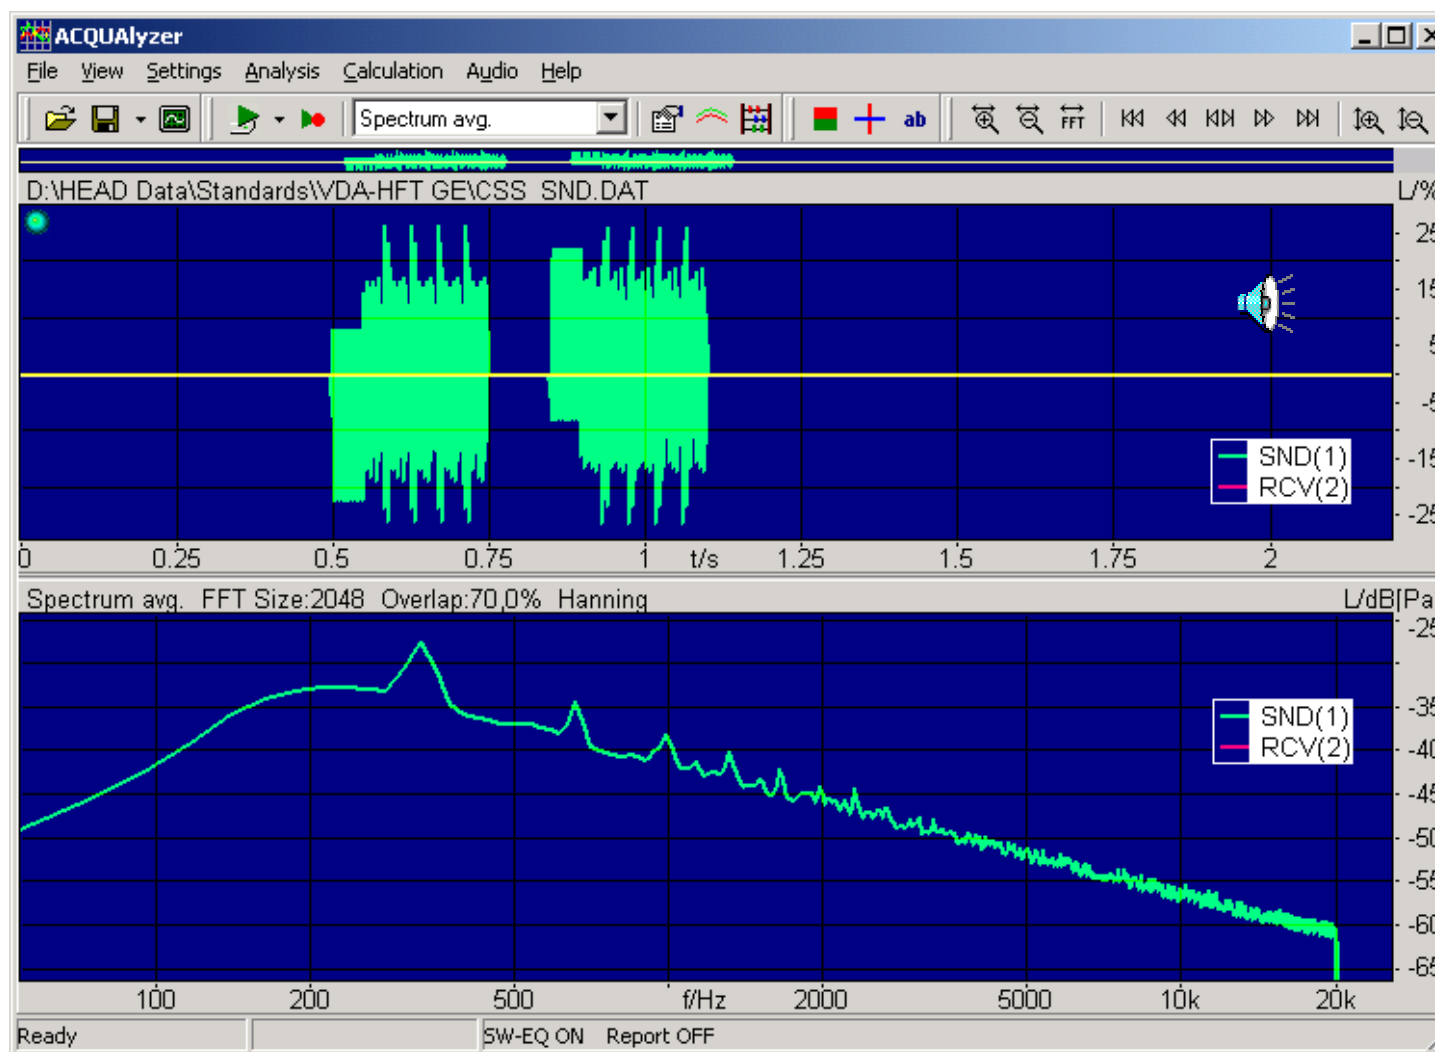 ACQUAlyzer
File View Settings Analysis Calculation Audio Help
Spectrum avg. ab FFT
D:\HEAD Data\Standards\VDA-HFT GE\CSS SND.DAT L/%
25
15
5
-5
-15
-25
SND(1)
RCV(2)
0 0.25 0.5 0.75 1 t/s 1.25 1.5 1.75 2
Spectrum avg. FFT Size:2048 Overlap:70,0% Hanning L/dB[Pa
-25
-35
-40
-45
-50
-55
-60
-65
SND(1)
RCV(2)
100 200 500 f/Hz 2000 5000 10k 20k
Ready SW-EQ ON Report OFF